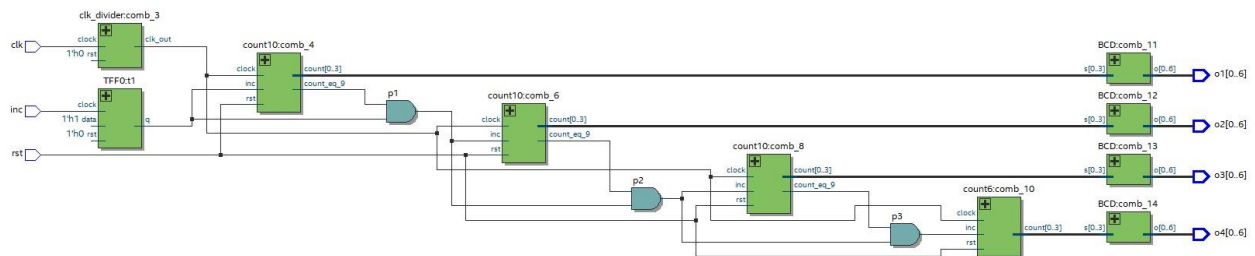 clk_divider:comb_3
clk
clock
1'h0 rst
clk_out
TFF0:t1
inc
clock
1'h1 data
1'h0 rst
q
rst
count10:comb_4
clock
inc
rst
count[0..3]
count_eq_9
p1
count10:comb_6
clock
inc
rst
count[0..3]
count_eq_9
p2
count10:comb_8
clock
inc
rst
count[0..3]
count_eq_9
p3
count6:comb_10
clock
inc
rst
count[0..3]
BCD:comb_11
s[0..3]
o[0..6]
o1[0..6]
BCD:comb_12
s[0..3]
o[0..6]
o2[0..6]
BCD:comb_13
s[0..3]
o[0..6]
o3[0..6]
BCD:comb_14
s[0..3]
o[0..6]
o4[0..6]